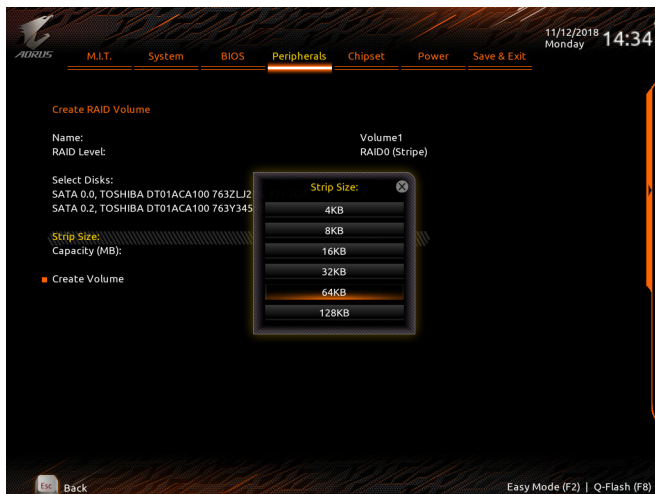 11/12/2018 14:34
Monday
AORUS
M.I.T. System BIOS Peripherals Chipset Power Save & Exit
Create RAID Volume
Name: Volume1
RAID Level: RAID0 (Stripe)
Select Disks:
SATA 0.0, TOSHIBA DT01ACA100 763ZLJ2
SATA 0.2, TOSHIBA DT01ACA100 763Y345
Strip Size:
Capacity (MB):
Create Volume
Strip Size:
4KB
8KB
16KB
32KB
64KB
128KB
Esc Back
Easy Mode (F2) | Q-Flash (F8)